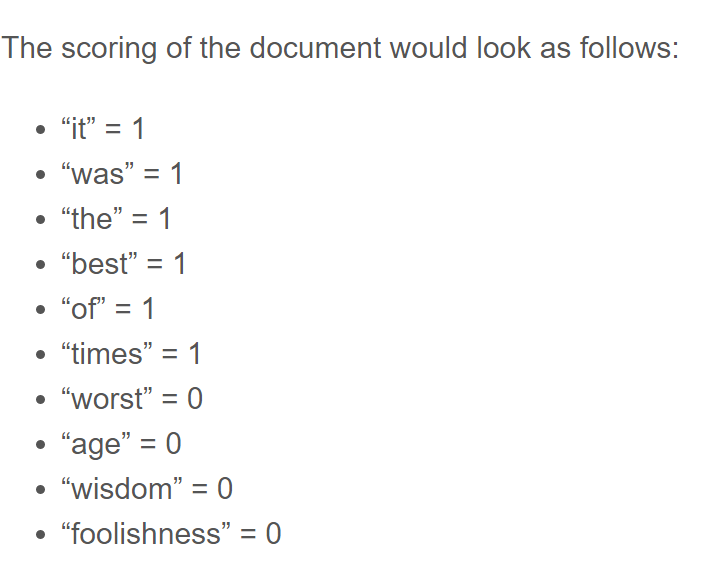 The scoring of the document would look as follows:
• “it” = 1
• “was” = 1
• “the” = 1
• “best” = 1
• “of” = 1
• “times” = 1
• “worst” = 0
• “age” = 0
• “wisdom” = 0
• “foolishness” = 0